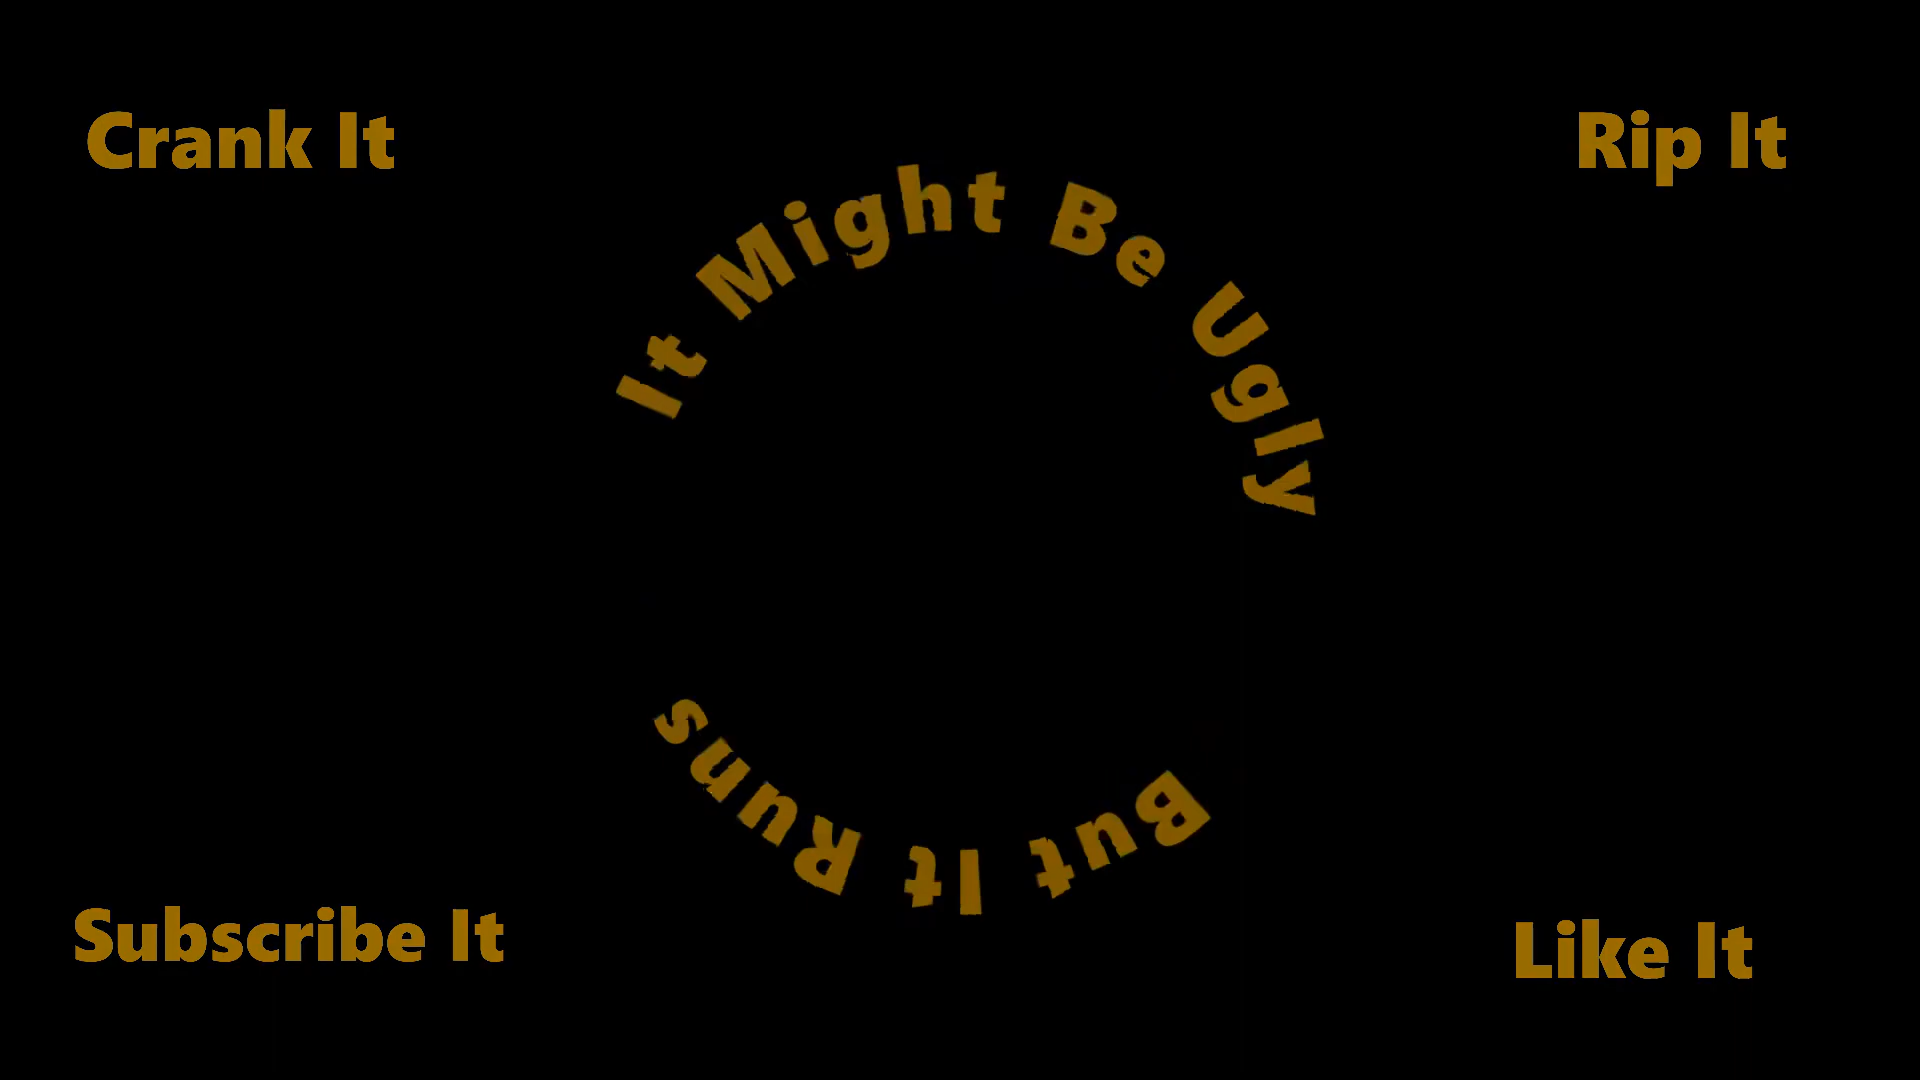 Crank It
Rip It
It Might Be Ugly
But It Runs
Subscribe It
Like It